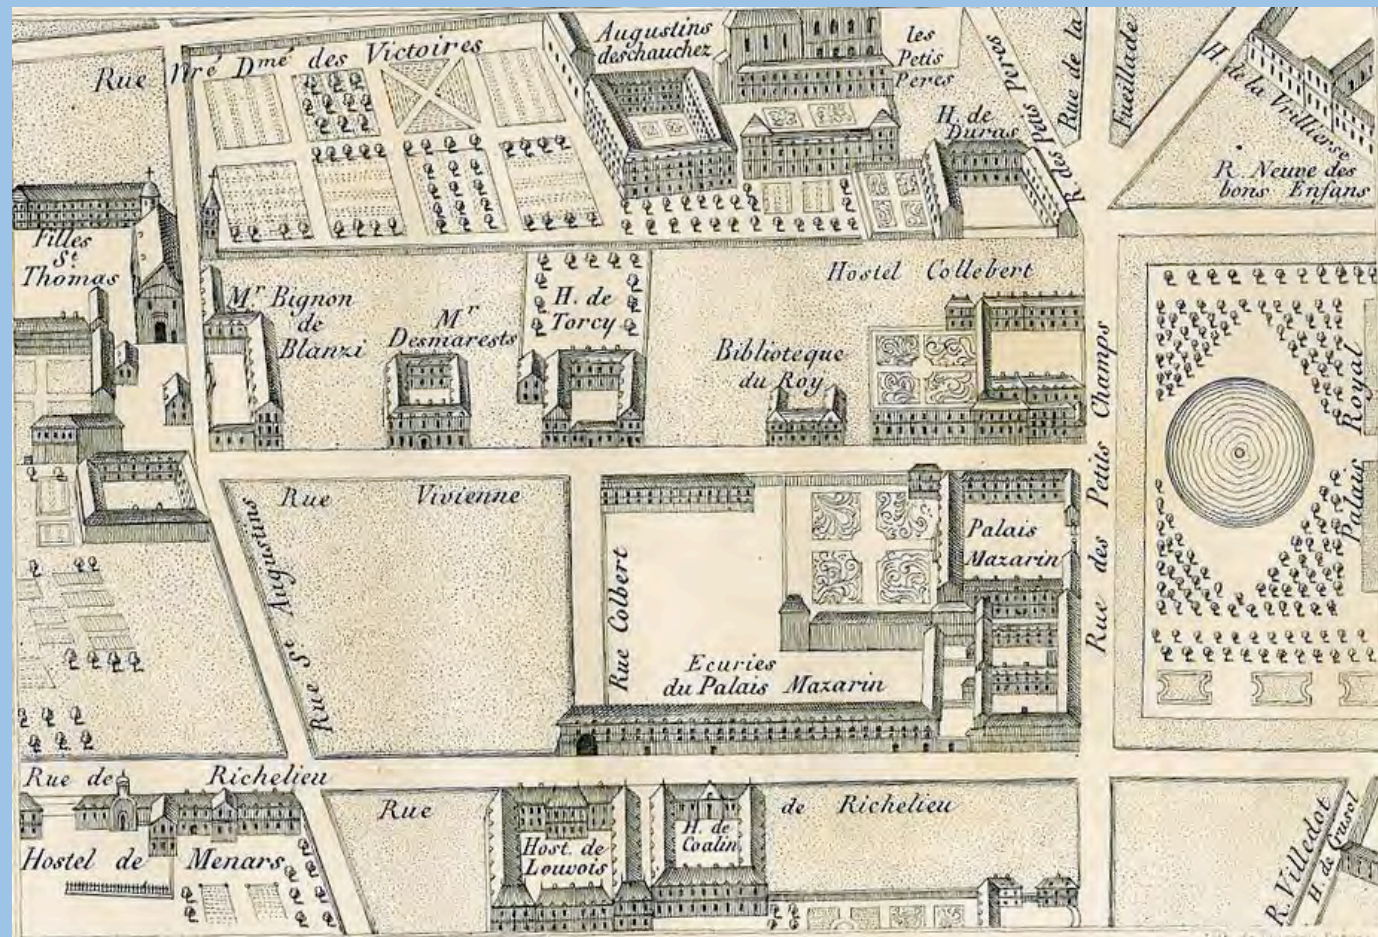 Rue Nre Dmé des Victoires
Augustins
deschauchez
les
Petis
Peres
R. des Petis Peres
Rue de la
Fueillade
H. de la Vrilliere
H. de
Duras
R. Neuve des
bons Enfans
Filles
St
Thomas
Mr Bignon
de
Blanzi
Mr
Desmarests
H. de
Torcy
Hostel Collebert
Biblioteque
du Roy
Rue des Petits Champs
Palais Royal
Rue Vivienne
Rue St Augustins
Rue Colbert
Palais
Mazarin
Ecuries
du Palais Mazarin
Rue de Richelieu
Rue de Richelieu
Hostel de Menars
Host. de
Louvois
H. de
Coalin
R. Villedot
H. de Crusol